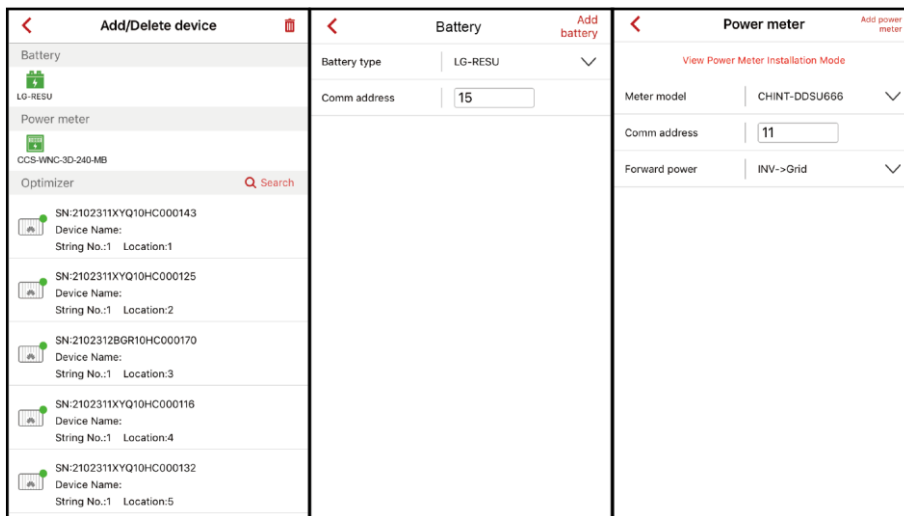 Add/Delete device
Battery
LG-RESU
Power meter
CCS-WNC-3D-240-MB
Optimizer
Search
SN:2102311XYQ10HC000143
Device Name:
String No.:1 Location:1
SN:2102311XYQ10HC000125
Device Name:
String No.:1 Location:2
SN:2102312BGR10HC000170
Device Name:
String No.:1 Location:3
SN:2102311XYQ10HC000116
Device Name:
String No.:1 Location:4
SN:2102311XYQ10HC000132
Device Name:
String No.:1 Location:5
Battery
Add
battery
Battery type LG-RESU
Comm address 15
Power meter
Add power
meter
View Power Meter Installation Mode
Meter model CHINT-DDSU666
Comm address 11
Forward power INV->Grid